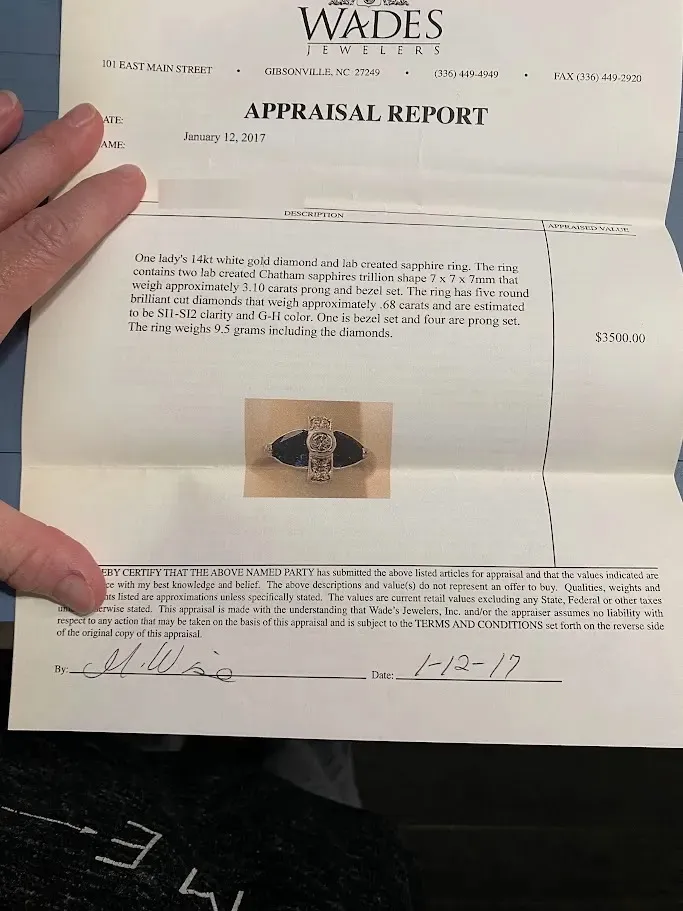 WADES
JEWELERS
101 EAST MAIN STREET • GIBSONVILLE, NC 27249 • (336) 449-4949 • FAX (336) 449-2920
APPRAISAL REPORT
ATE:
January 12, 2017
AME:
DESCRIPTION
APPRAISED VALUE
One lady's 14kt white gold diamond and lab created sapphire ring. The ring
contains two lab created Chatham sapphires trillion shape 7 x 7 x 7mm that
weigh approximately 3.10 carats prong and bezel set. The ring has five round
brilliant cut diamonds that weigh approximately .68 carats and are estimated
to be SI1-SI2 clarity and G-H color. One is bezel set and four are prong set.
The ring weighs 9.5 grams including the diamonds.
$3500.00
EBY CERTIFY THAT THE ABOVE NAMED PARTY has submitted the above listed articles for appraisal and that the values indicated are
ce with my best knowledge and belief. The above descriptions and value(s) do not represent an offer to buy. Qualities, weights and
nts listed are approximations unless specifically stated. The values are current retail values excluding any State, Federal or other taxes
erwise stated. This appraisal is made with the understanding that Wade's Jewelers, Inc. and/or the appraiser assumes no liability with
respect to any action that may be taken on the basis of this appraisal and is subject to the TERMS AND CONDITIONS set forth on the reverse side
of the original copy of this appraisal.
By: M. Wise
Date: 1-12-17